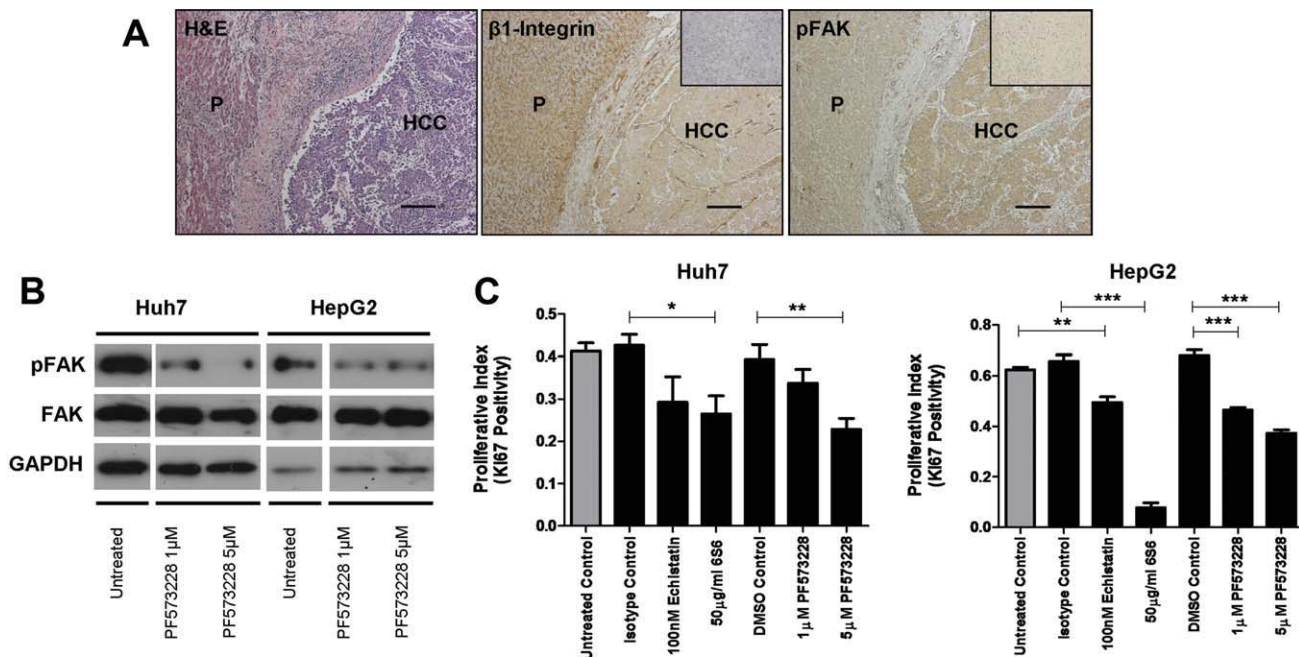 A
H&E
P
HCC
β1-Integrin
P
HCC
pFAK
P
HCC
B
Huh7 HepG2
pFAK
FAK
GAPDH
Untreated
PF573228 1µM
PF573228 5µM
Untreated
PF573228 1µM
PF573228 5µM
C
Huh7
Proliferative Index
(KI67 Positivity)
0.5
0.4
0.3
0.2
0.1
0.0
*
**
Untreated Control
Isotype Control
100nM Echistatin
50µg/ml 6S6
DMSO Control
1µM PF573228
5µM PF573228
HepG2
Proliferative Index
(KI67 Positivity)
0.8
0.6
0.4
0.2
0.0
**
***
***
***
Untreated Control
Isotype Control
100nM Echistatin
50µg/ml 6S6
DMSO Control
1µM PF573228
5µM PF573228